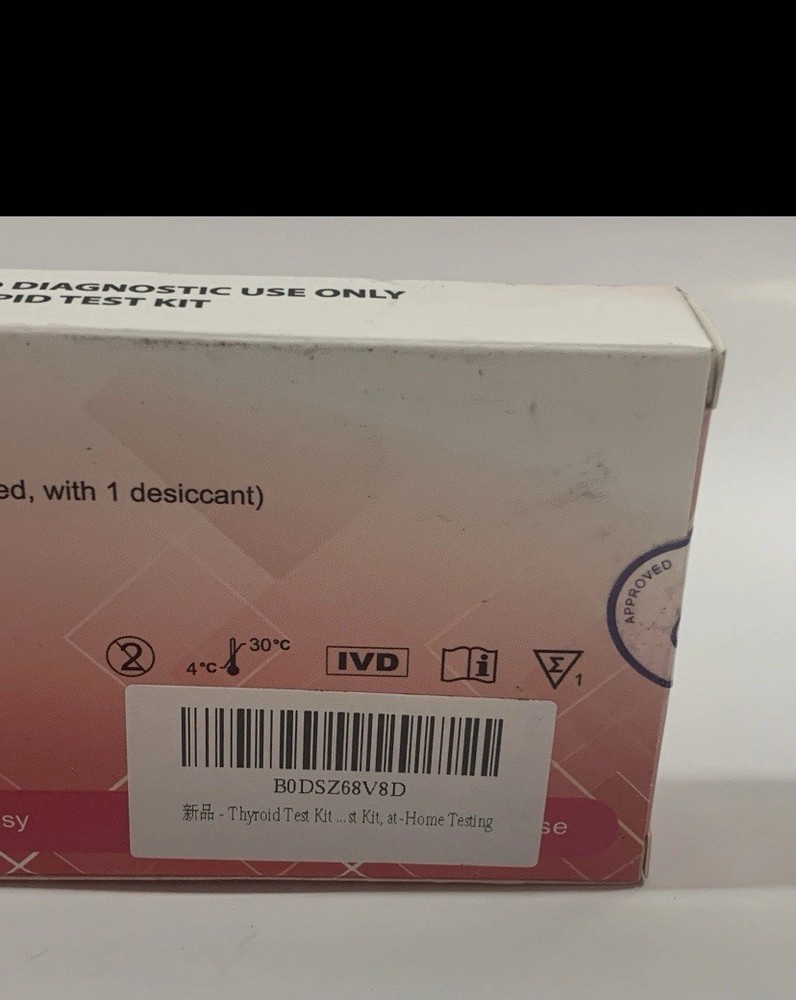 DIAGNOSTIC USE ONLY
PID TEST KIT
ed, with 1 desiccant)
APPROVED
2
30°C
4°C
IVD
i
Σ
1
B0DSZ68V8D
新品 - Thyroid Test Kit ...st Kit, at-Home Testing
sy
se